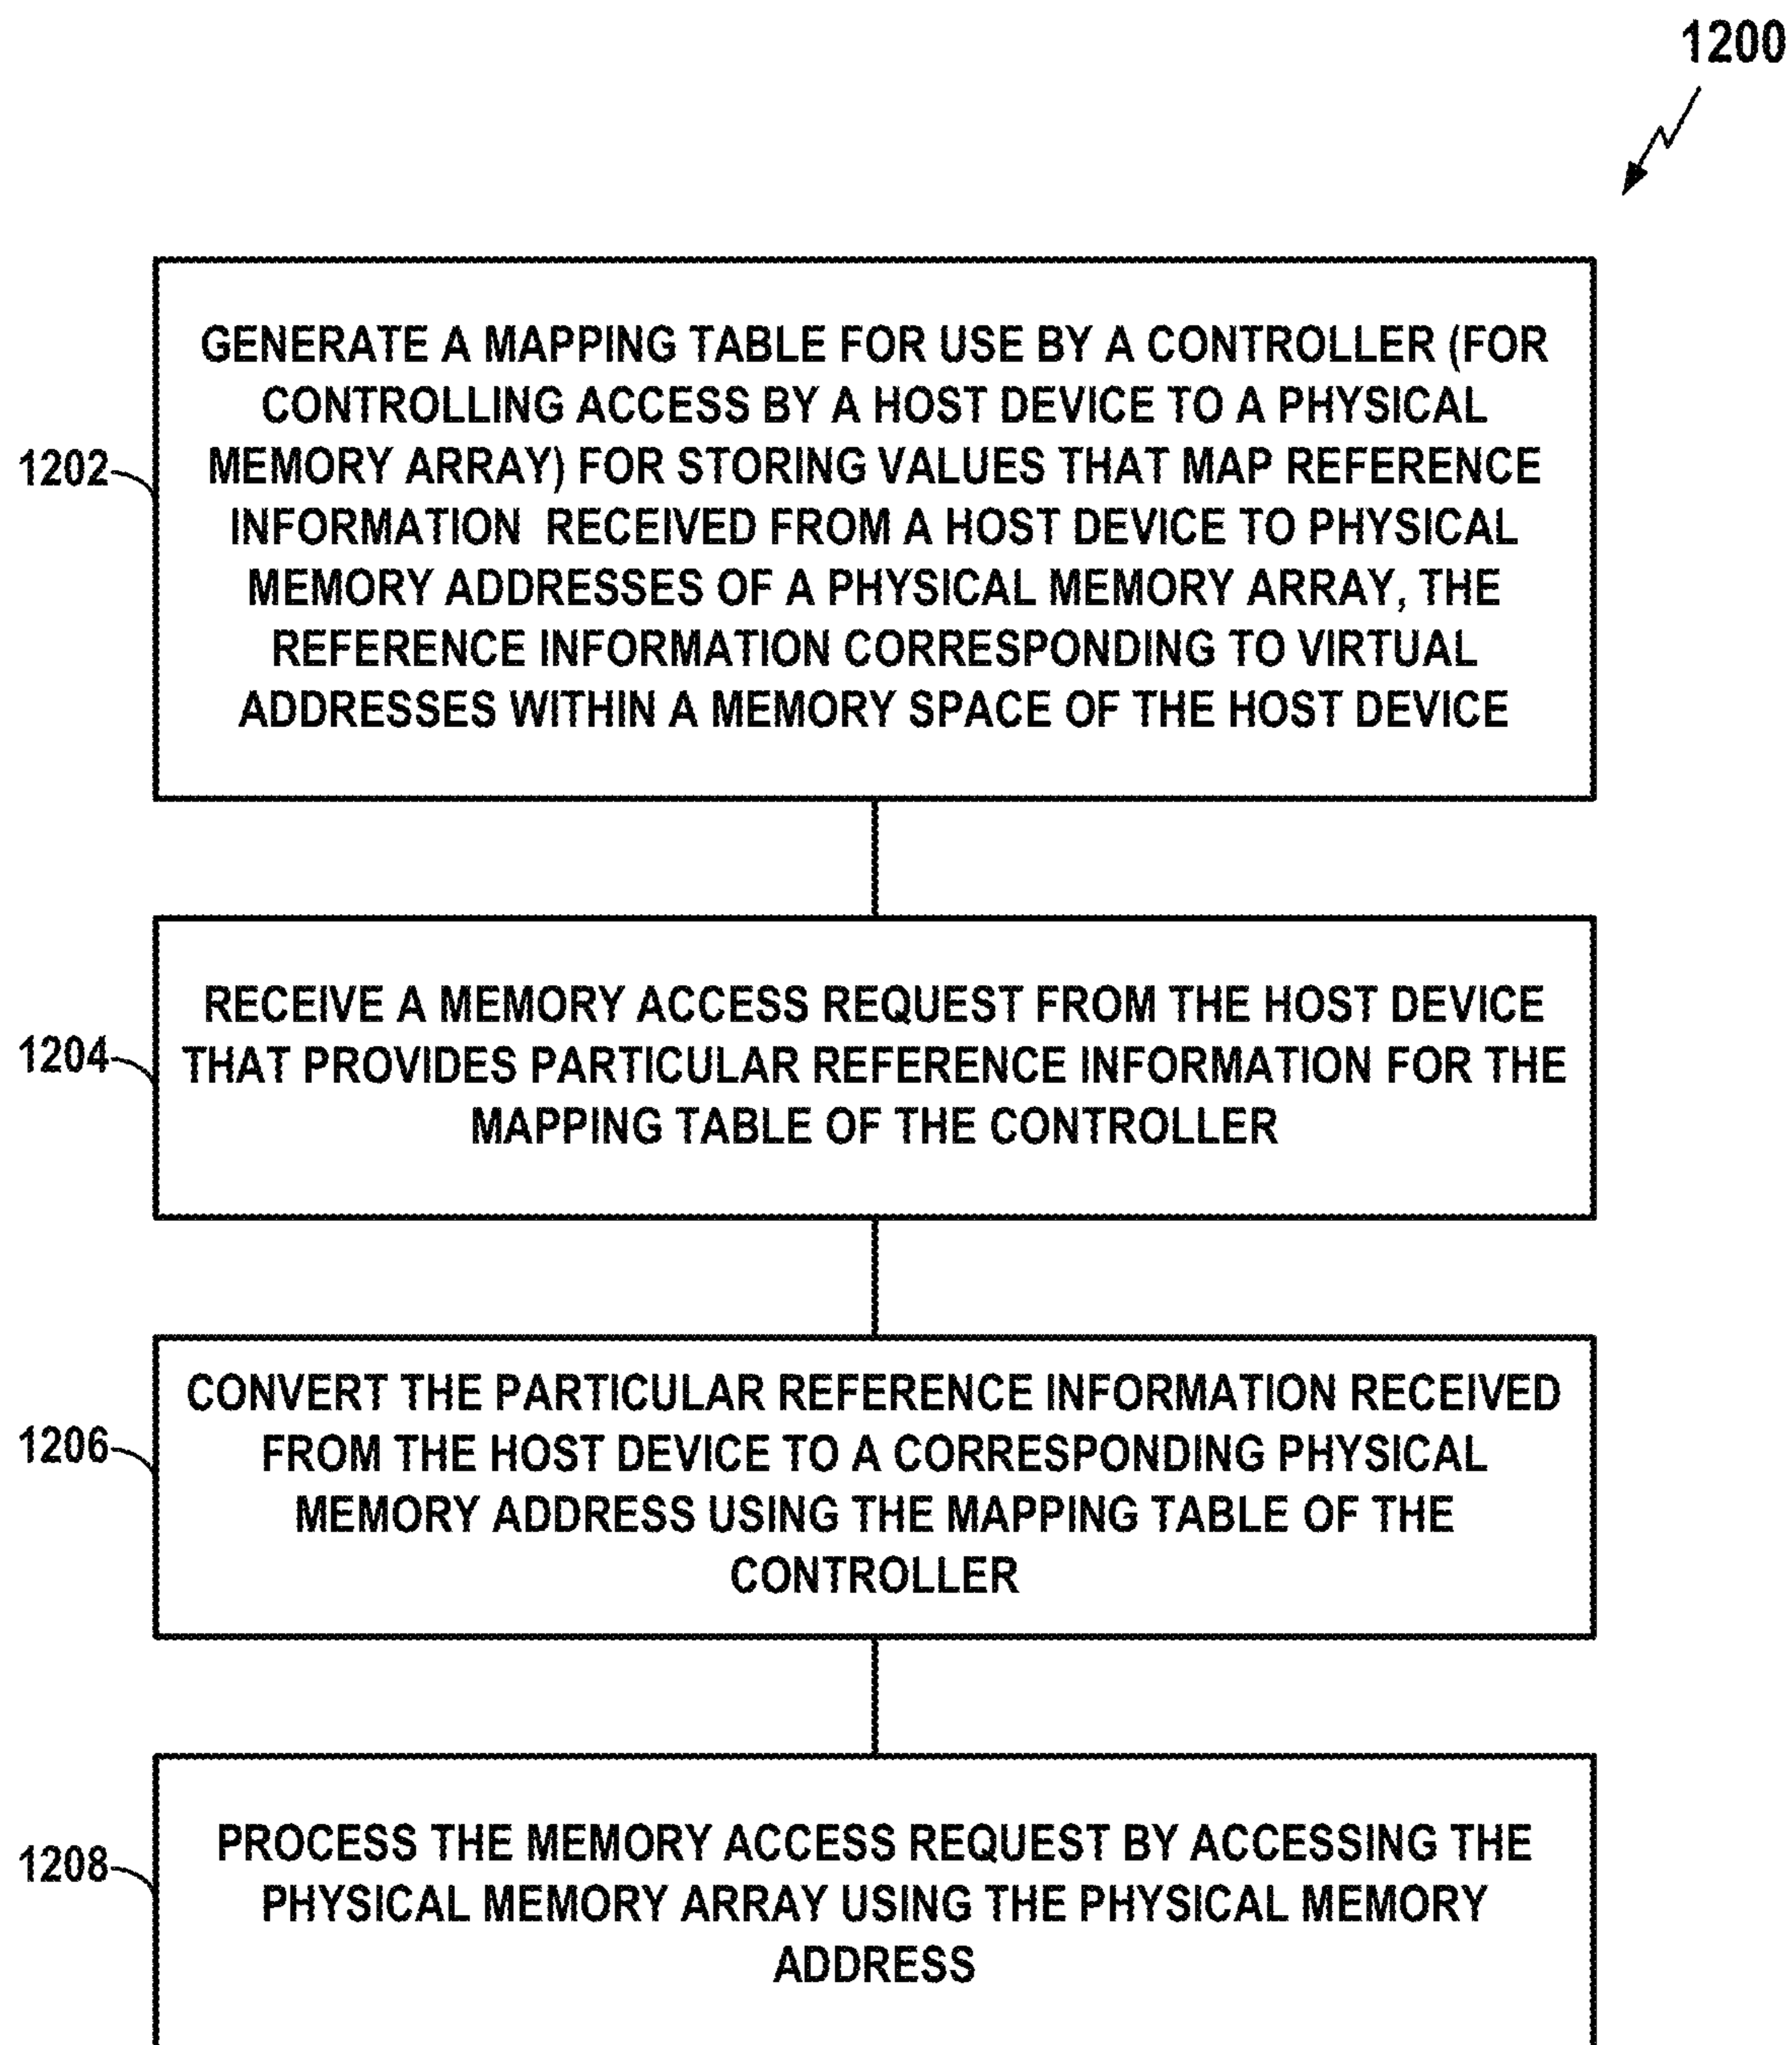 1200
GENERATE A MAPPING TABLE FOR USE BY A CONTROLLER (FOR
CONTROLLING ACCESS BY A HOST DEVICE TO A PHYSICAL
MEMORY ARRAY) FOR STORING VALUES THAT MAP REFERENCE
INFORMATION RECEIVED FROM A HOST DEVICE TO PHYSICAL
MEMORY ADDRESSES OF A PHYSICAL MEMORY ARRAY, THE
REFERENCE INFORMATION CORRESPONDING TO VIRTUAL
ADDRESSES WITHIN A MEMORY SPACE OF THE HOST DEVICE
1202
RECEIVE A MEMORY ACCESS REQUEST FROM THE HOST DEVICE
THAT PROVIDES PARTICULAR REFERENCE INFORMATION FOR THE
MAPPING TABLE OF THE CONTROLLER
1204
CONVERT THE PARTICULAR REFERENCE INFORMATION RECEIVED
FROM THE HOST DEVICE TO A CORRESPONDING PHYSICAL
MEMORY ADDRESS USING THE MAPPING TABLE OF THE
CONTROLLER
1206
PROCESS THE MEMORY ACCESS REQUEST BY ACCESSING THE
PHYSICAL MEMORY ARRAY USING THE PHYSICAL MEMORY
ADDRESS
1208